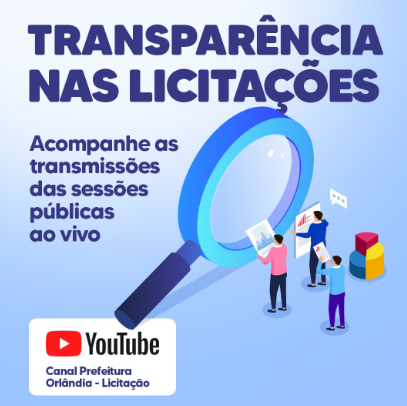 TRANSPARÊNCIA
NAS LICITAÇÕES
Acompanhe as
transmissões
das sessões
públicas
ao vivo
YouTube
Canal Prefeitura
Orlândia - Licitação